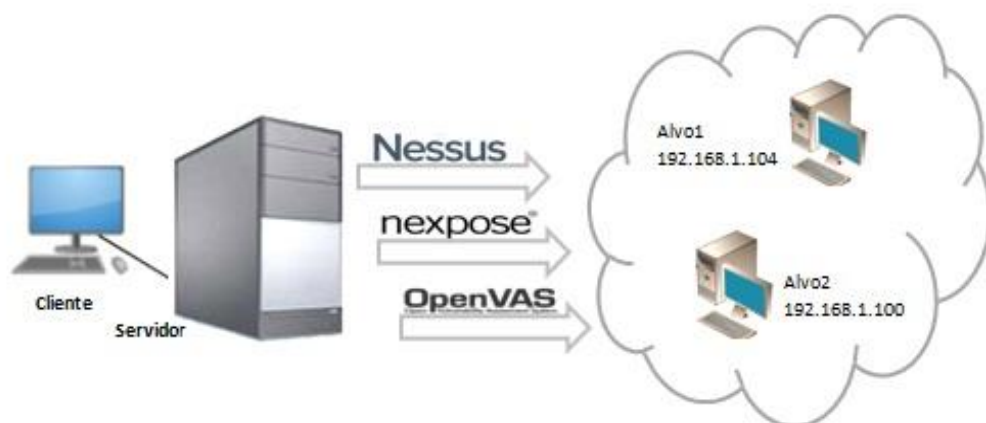 Cliente
Servidor
Nessus
nexpose®
OpenVAS
Alvo1
192.168.1.104
Alvo2
192.168.1.100